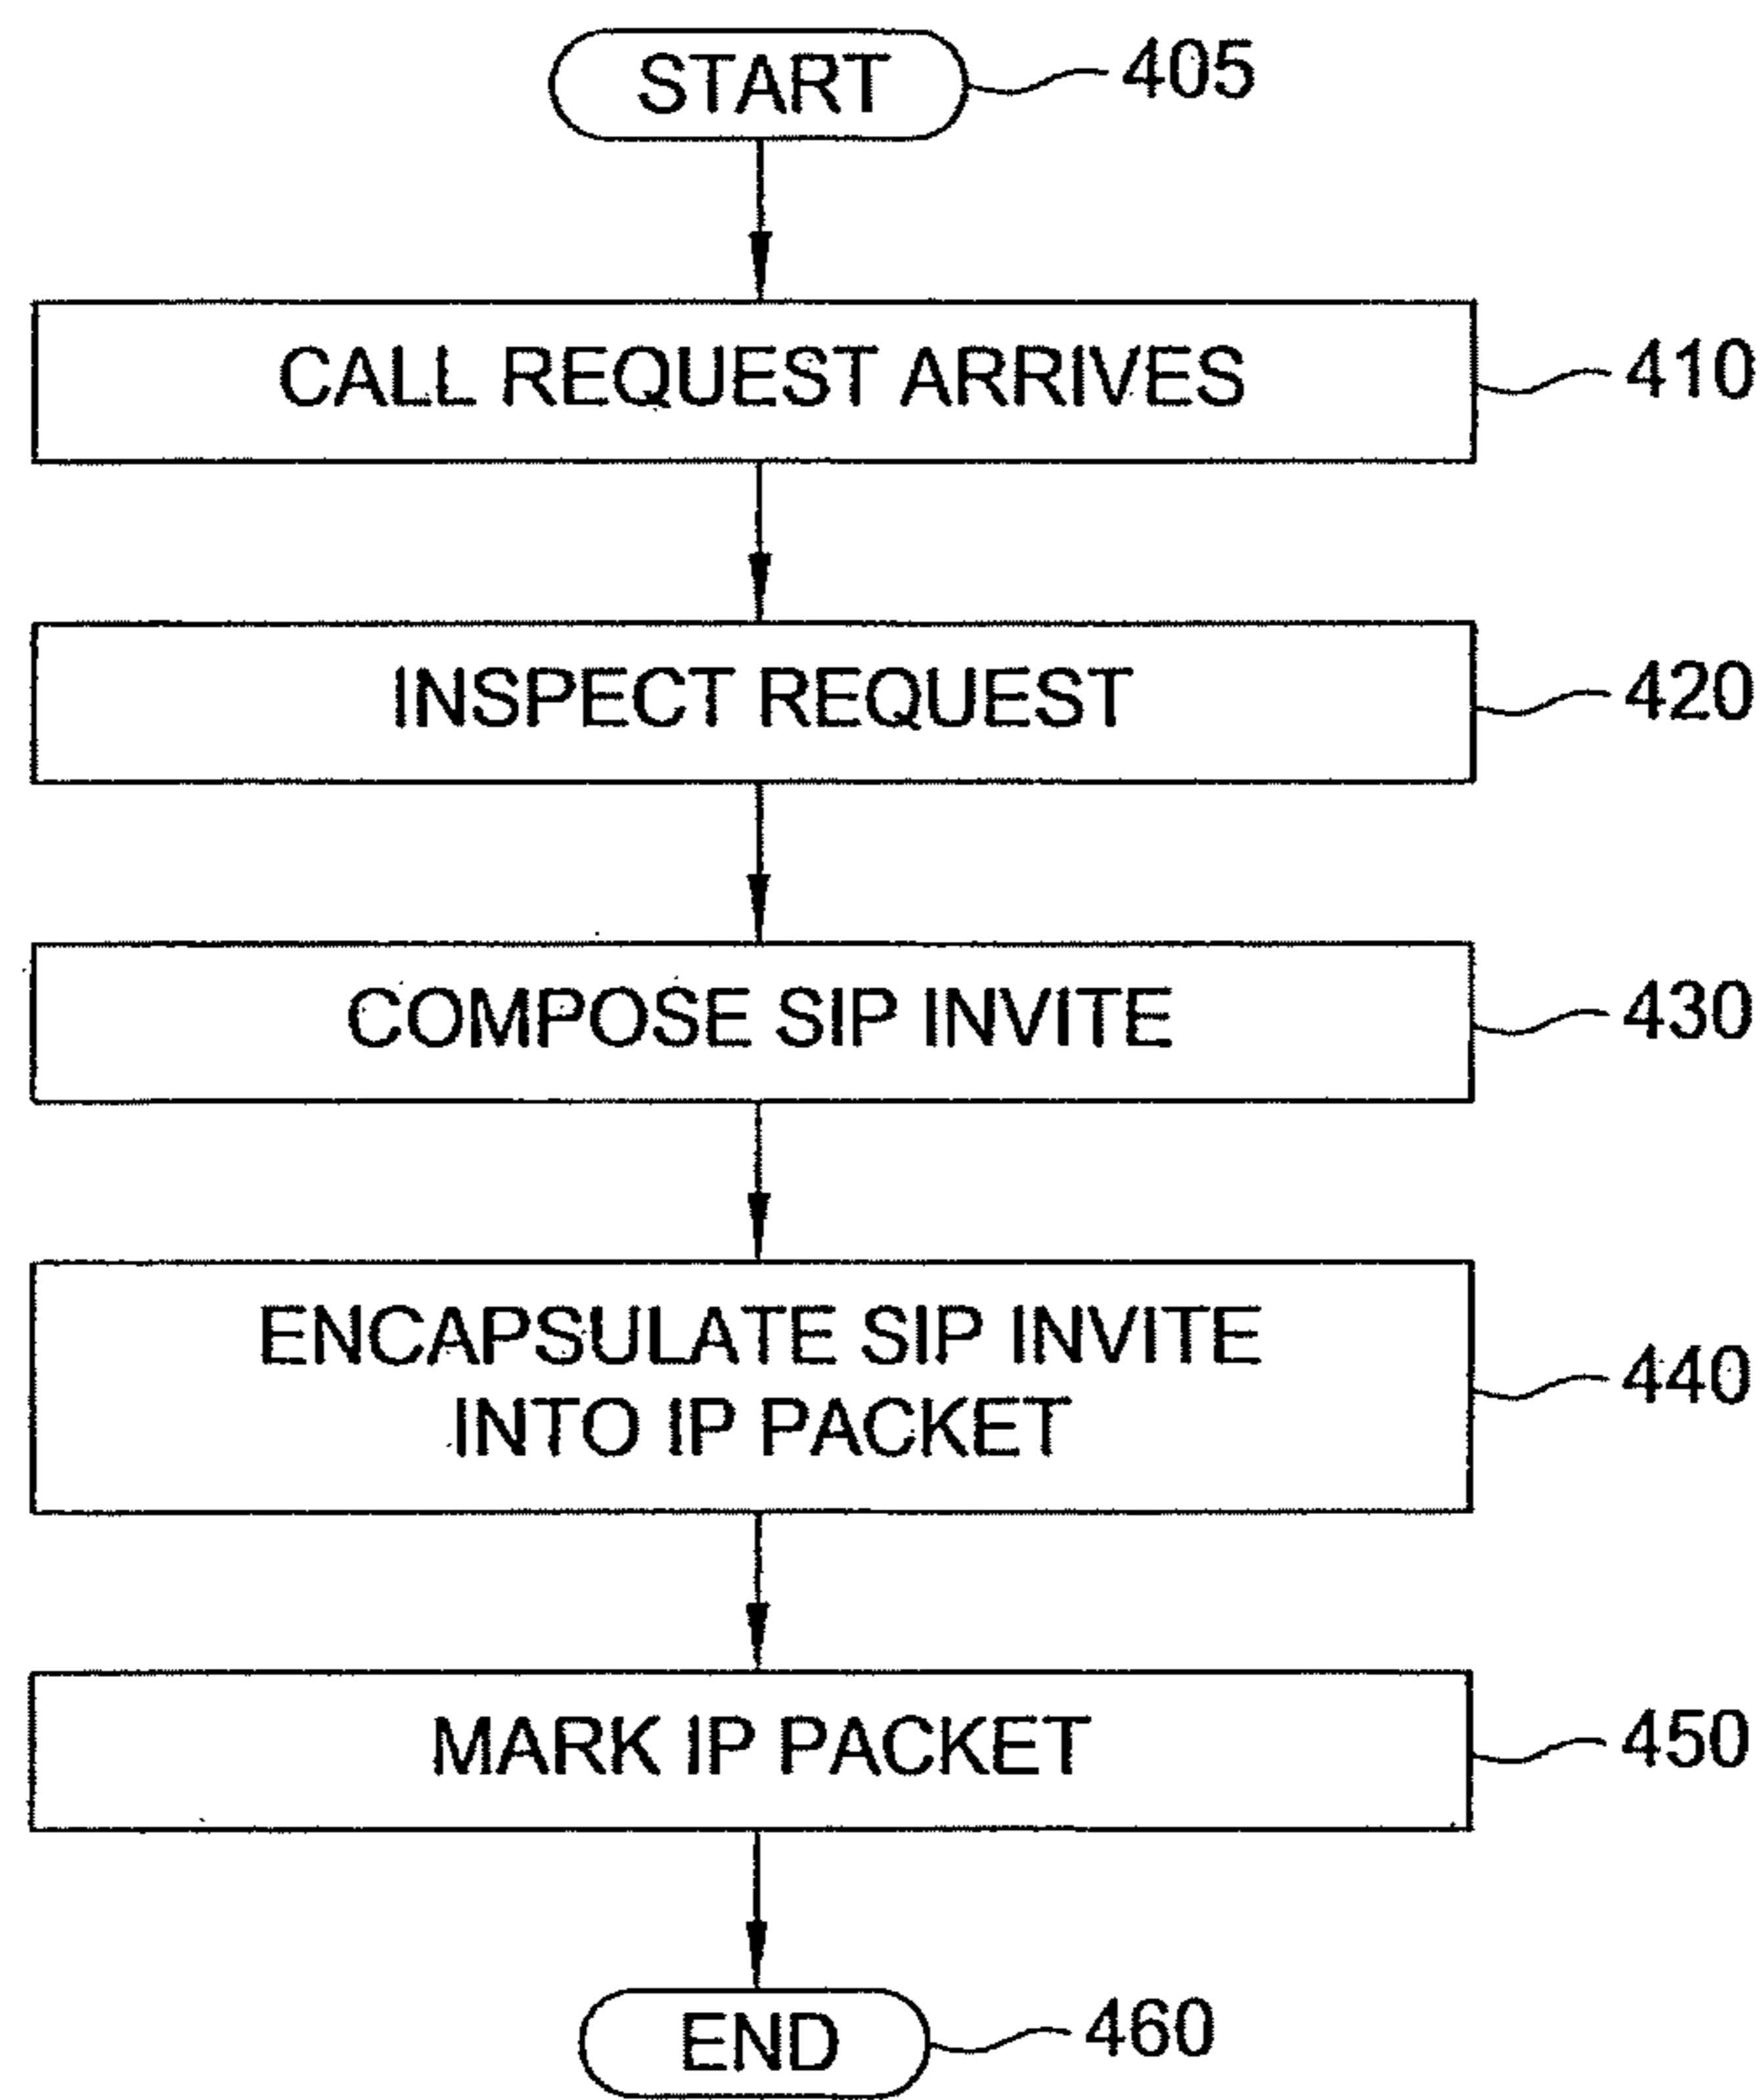 START 405
CALL REQUEST ARRIVES 410
INSPECT REQUEST 420
COMPOSE SIP INVITE 430
ENCAPSULATE SIP INVITE
INTO IP PACKET 440
MARK IP PACKET 450
END 460